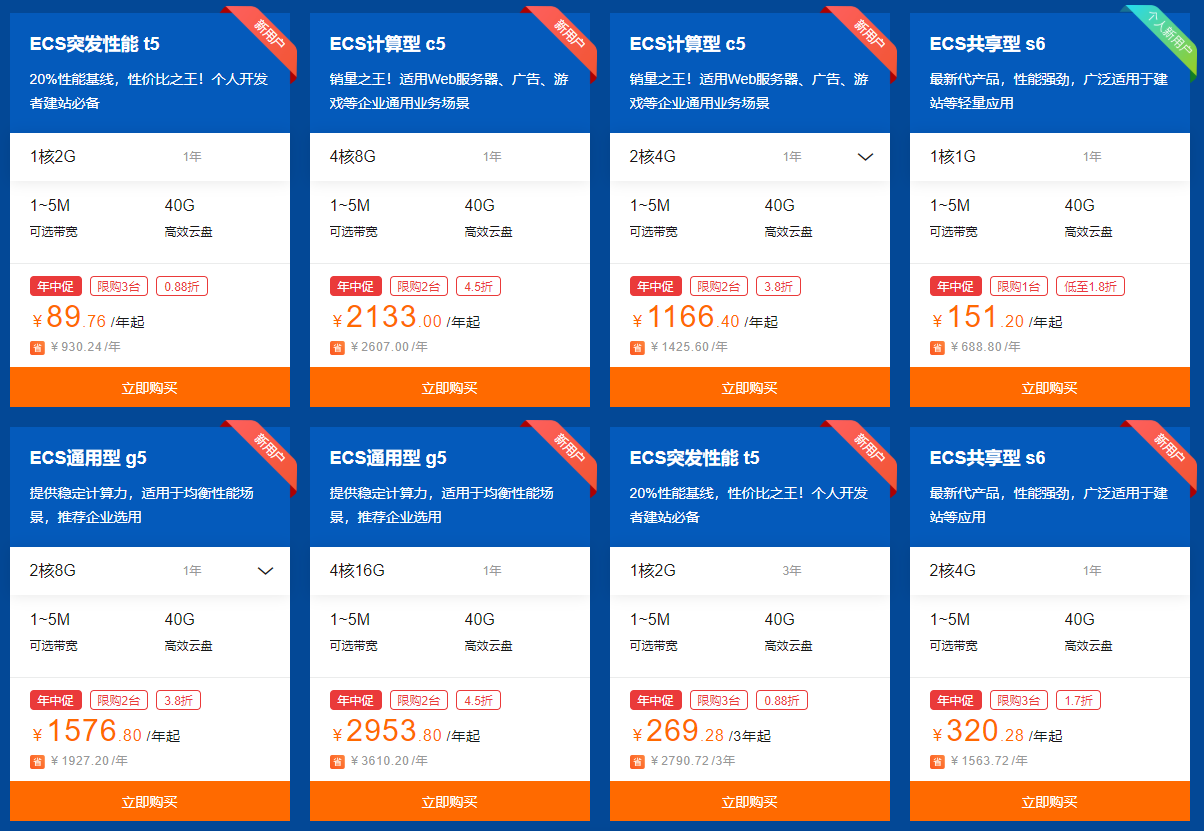 新用户
ECS突发性能 t5
20%性能基线，性价比之王！个人开发
者建站必备
1核2G 1年
1~5M 40G
可选带宽 高效云盘
年中促 限购3台 0.88折
￥89.76 /年起
省 ￥930.24/年
立即购买
新用户
ECS计算型 c5
销量之王！适用Web服务器、广告、游
戏等企业通用业务场景
4核8G 1年
1~5M 40G
可选带宽 高效云盘
年中促 限购2台 4.5折
￥2133.00 /年起
省 ￥2607.00/年
立即购买
新用户
ECS计算型 c5
销量之王！适用Web服务器、广告、游
戏等企业通用业务场景
2核4G 1年
1~5M 40G
可选带宽 高效云盘
年中促 限购2台 3.8折
￥1166.40 /年起
省 ￥1425.60/年
立即购买
个人新用户
ECS共享型 s6
最新代产品，性能强劲，广泛适用于建
站等轻量应用
1核1G 1年
1~5M 40G
可选带宽 高效云盘
年中促 限购1台 低至1.8折
￥151.20 /年起
省 ￥688.80/年
立即购买
新用户
ECS通用型 g5
提供稳定计算力，适用于均衡性能场
景，推荐企业选用
2核8G 1年
1~5M 40G
可选带宽 高效云盘
年中促 限购2台 3.8折
￥1576.80 /年起
省 ￥1927.20/年
立即购买
新用户
ECS通用型 g5
提供稳定计算力，适用于均衡性能场
景，推荐企业选用
4核16G 1年
1~5M 40G
可选带宽 高效云盘
年中促 限购2台 4.5折
￥2953.80 /年起
省 ￥3610.20/年
立即购买
新用户
ECS突发性能 t5
20%性能基线，性价比之王！个人开发
者建站必备
1核2G 3年
1~5M 40G
可选带宽 高效云盘
年中促 限购3台 0.88折
￥269.28 /3年起
省 ￥2790.72/3年
立即购买
新用户
ECS共享型 s6
最新代产品，性能强劲，广泛适用于建
站等应用
2核4G 1年
1~5M 40G
可选带宽 高效云盘
年中促 限购3台 1.7折
￥320.28 /年起
省 ￥1563.72/年
立即购买